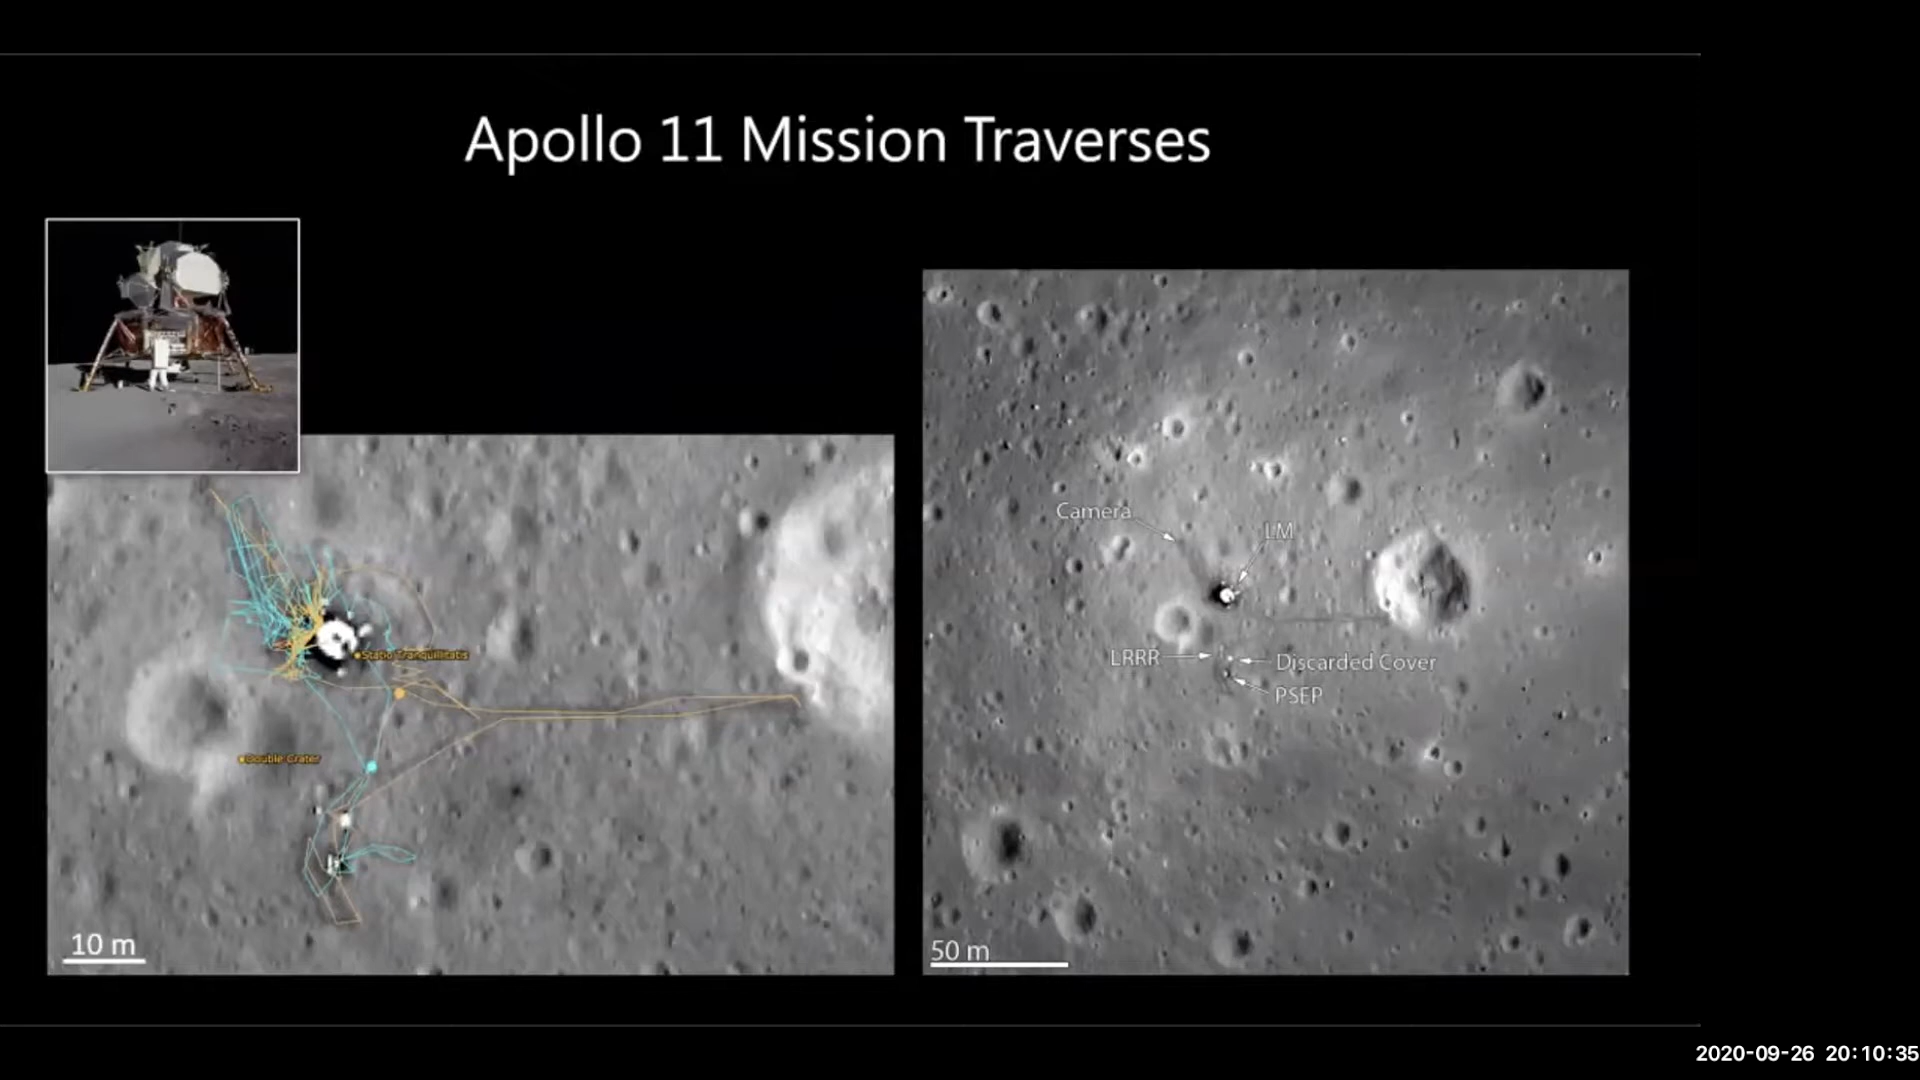 Apollo 11 Mission Traverses
Statio Tranquillitatis
Double Crater
10 m
Camera
LM
LRRR
Discarded Cover
PSEP
50 m
2020-09-26 20:10:35